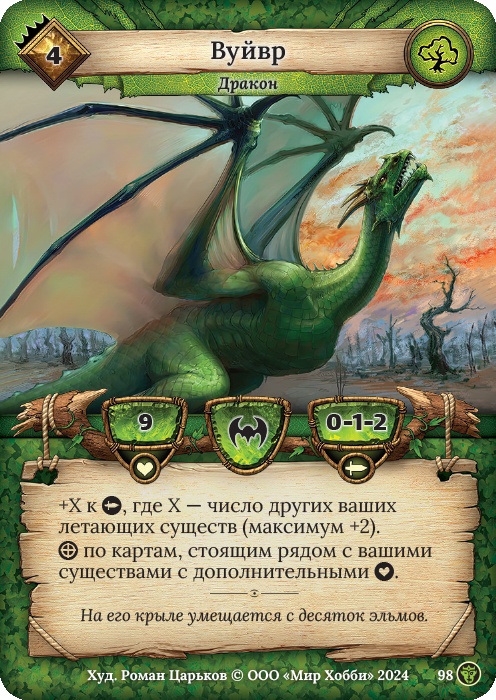 4
Вуйвр
Дракон
9
0-1-2
+X к , где X — число других ваших
летающих существ (максимум +2).
по картам, стоящим рядом с вашими
существами с дополнительными .
На его крыле умещается с десяток эльмов.
Худ. Роман Царьков © ООО «Мир Хобби» 2024
98